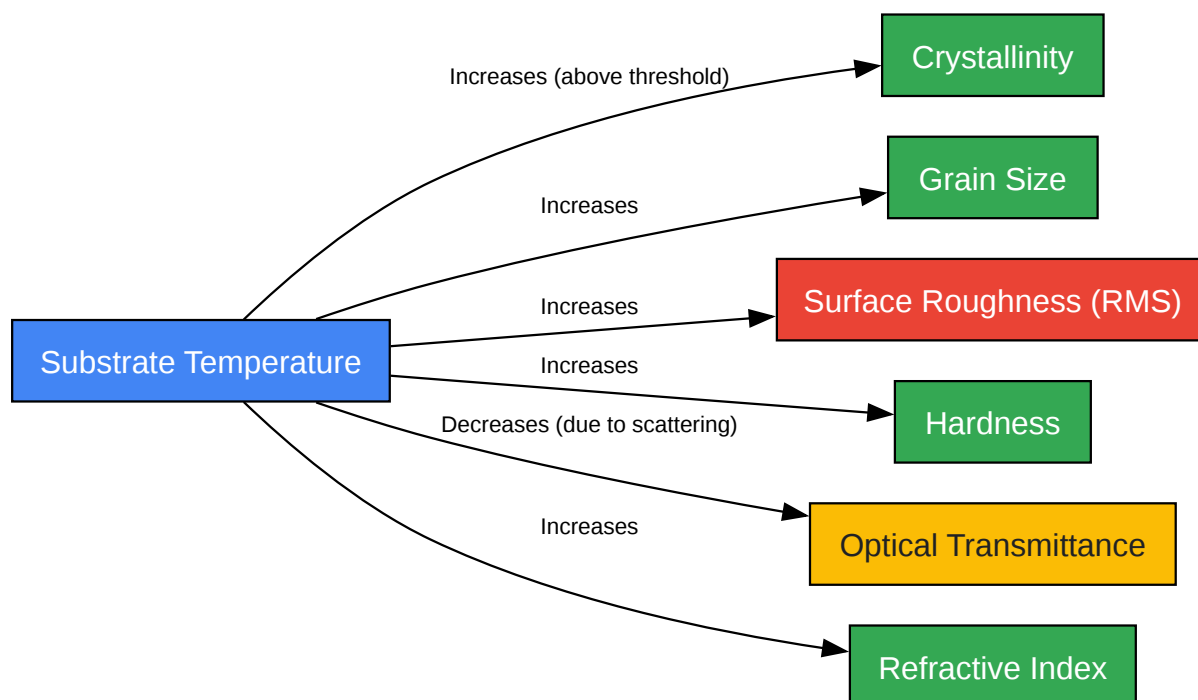 Crystallinity
Increases (above threshold)
Grain Size
Increases
Surface Roughness (RMS)
Increases
Substrate Temperature
Increases
Hardness
Decreases (due to scattering)
Optical Transmittance
Increases
Refractive Index